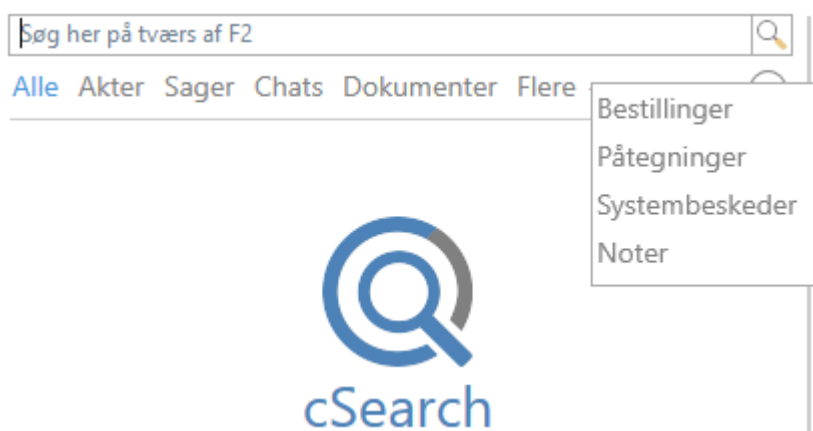 Søg her på tværs af F2
Alle Akter Sager Chats Dokumenter Flere
Bestillinger
Påtegninger
Systembeskeder
Noter
cSearch